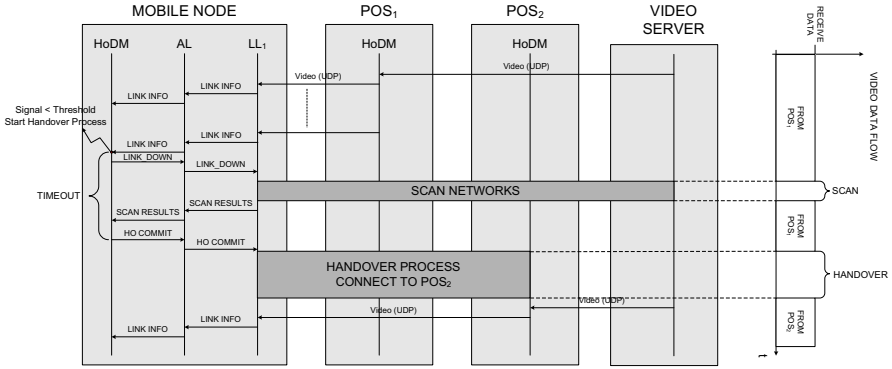 MOBILE NODE
POS1
POS2
VIDEO
SERVER
RECEIVE
DATA
HoDM
AL
LL1
HoDM
HoDM
VIDEO DATA FLOW
Video (UDP)
Video (UDP)
LINK INFO
LINK INFO
Signal < Threshold
Start Handover Process
FROM
POS1
LINK INFO
LINK INFO
LINK_DOWN
LINK_DOWN
TIMEOUT
SCAN NETWORKS
SCAN
SCAN RESULTS
SCAN RESULTS
FROM
POS1
HO COMMIT
HO COMMIT
HANDOVER PROCESS
CONNECT TO POS2
HANDOVER
Video (UDP)
Video (UDP)
LINK INFO
LINK INFO
FROM
POS2